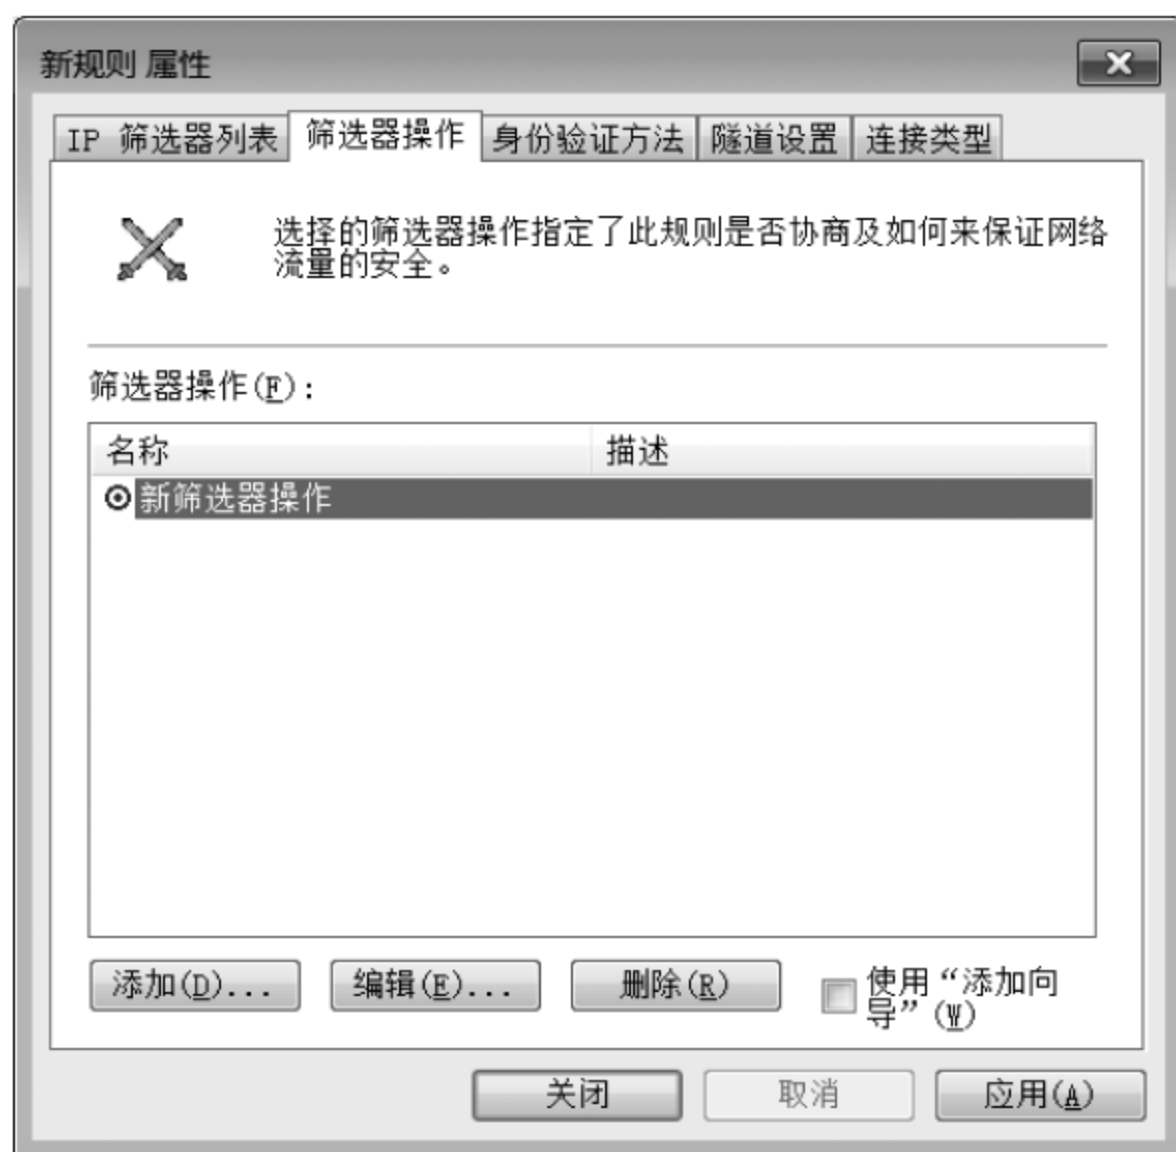 新规则 属性
IP 筛选器列表 筛选器操作 身份验证方法 隧道设置 连接类型
选择的筛选器操作指定了此规则是否协商及如何来保证网络
流量的安全。
筛选器操作(F):
名称 描述
新筛选器操作
添加(D)... 编辑(E)... 删除(R) 使用“添加向
导”(W)
关闭 取消 应用(A)